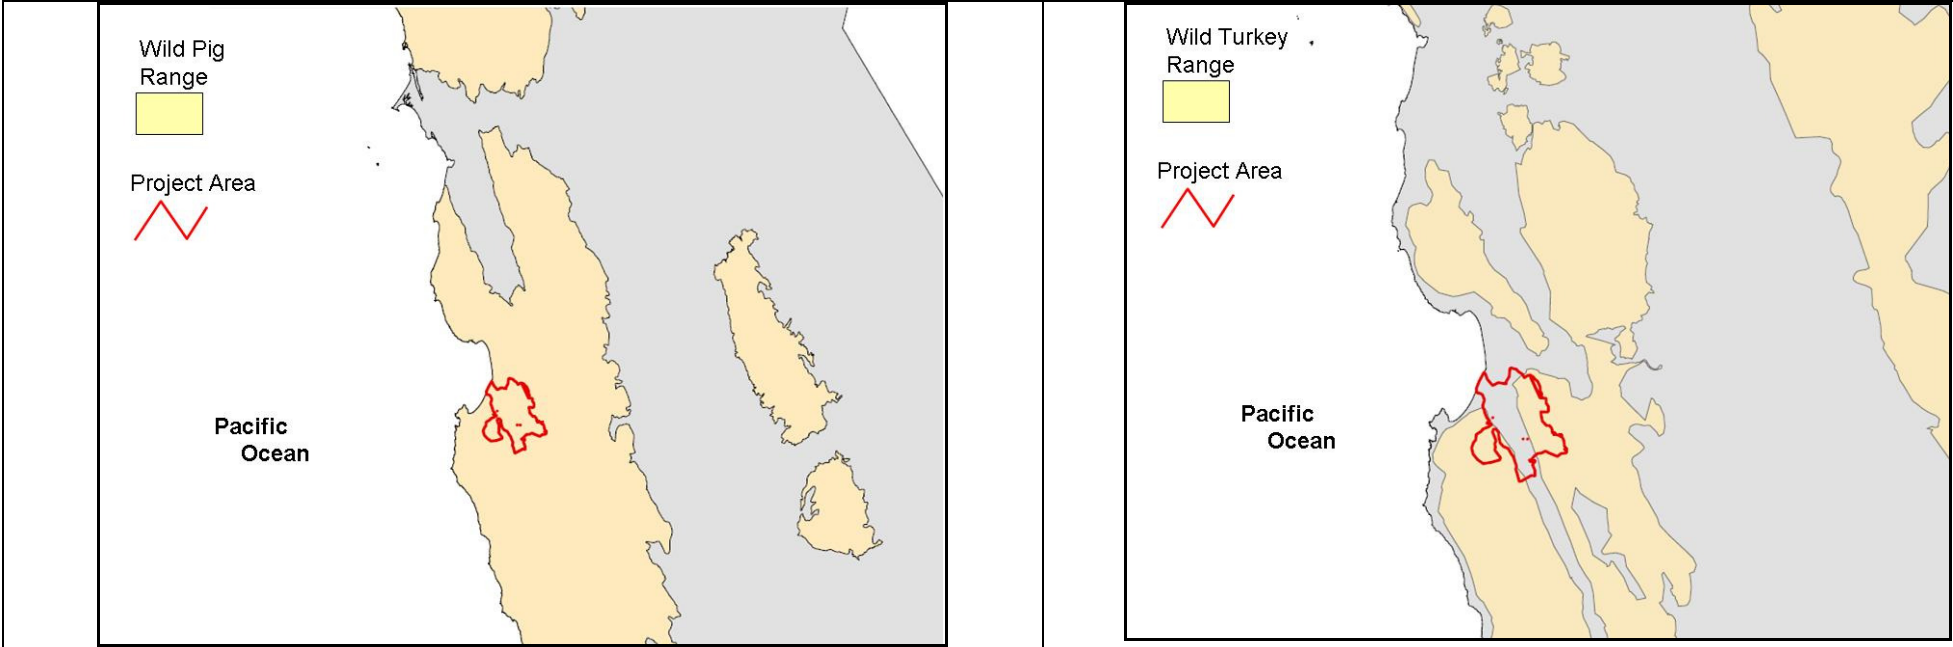 Wild Pig
Range
Project Area
Pacific
Ocean
Wild Turkey
Range
Project Area
Pacific
Ocean